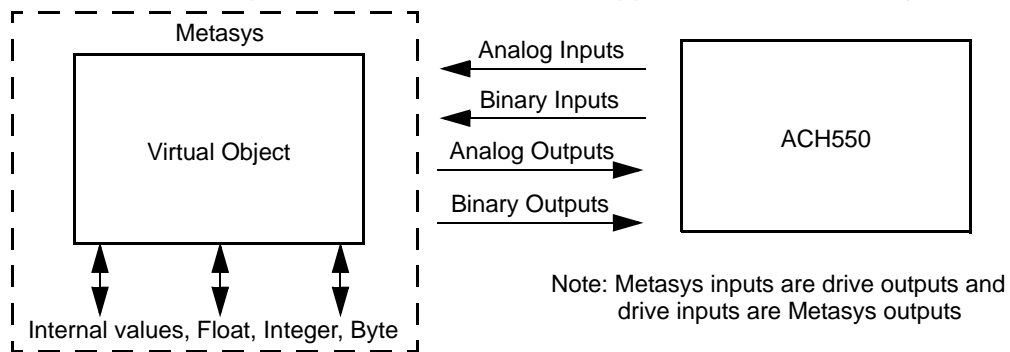 Metasys
Virtual Object
Analog Inputs
Binary Inputs
Analog Outputs
Binary Outputs
ACH550
Internal values, Float, Integer, Byte
Note: Metasys inputs are drive outputs and
drive inputs are Metasys outputs